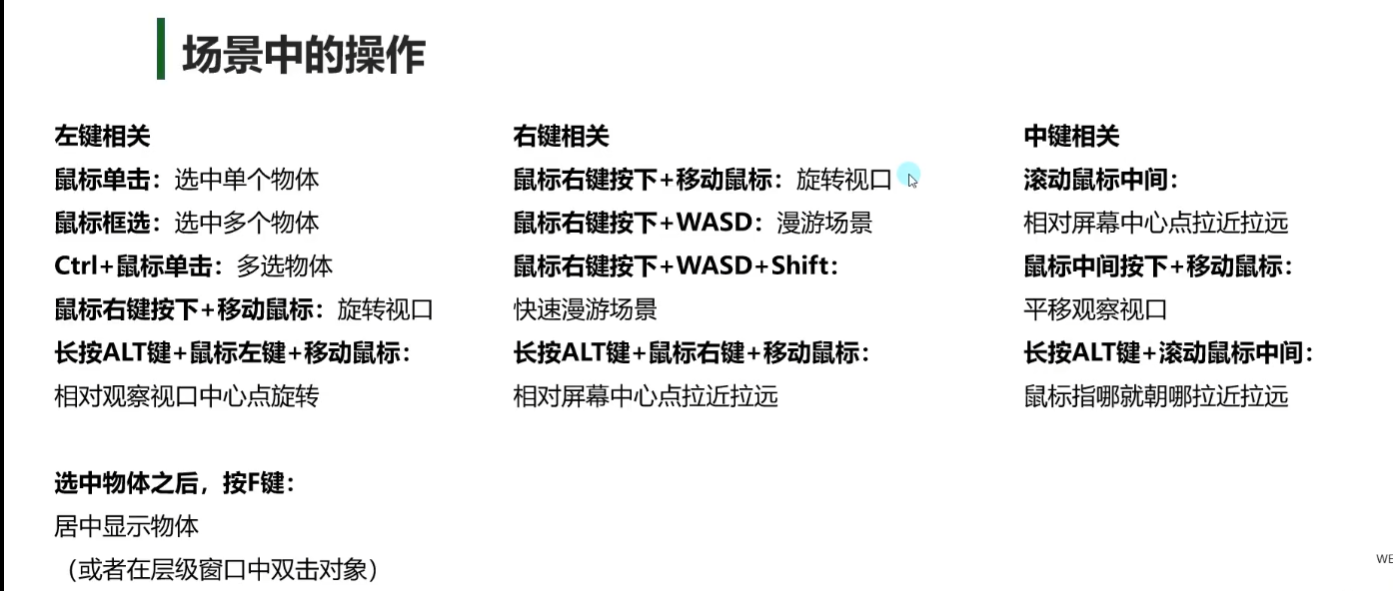 场景中的操作
左键相关
鼠标单击：选中单个物体
鼠标框选：选中多个物体
Ctrl+鼠标单击：多选物体
鼠标右键按下+移动鼠标：旋转视口
长按ALT键+鼠标左键+移动鼠标：
相对观察视口中心点旋转
选中物体之后，按F键：
居中显示物体
（或者在层级窗口中双击对象）
右键相关
鼠标右键按下+移动鼠标：旋转视口
鼠标右键按下+WASD：漫游场景
鼠标右键按下+WASD+Shift：
快速漫游场景
长按ALT键+鼠标右键+移动鼠标：
相对屏幕中心点拉近拉远
中键相关
滚动鼠标中间：
相对屏幕中心点拉近拉远
鼠标中间按下+移动鼠标：
平移观察视口
长按ALT键+滚动鼠标中间：
鼠标指哪就朝哪拉近拉远
WE